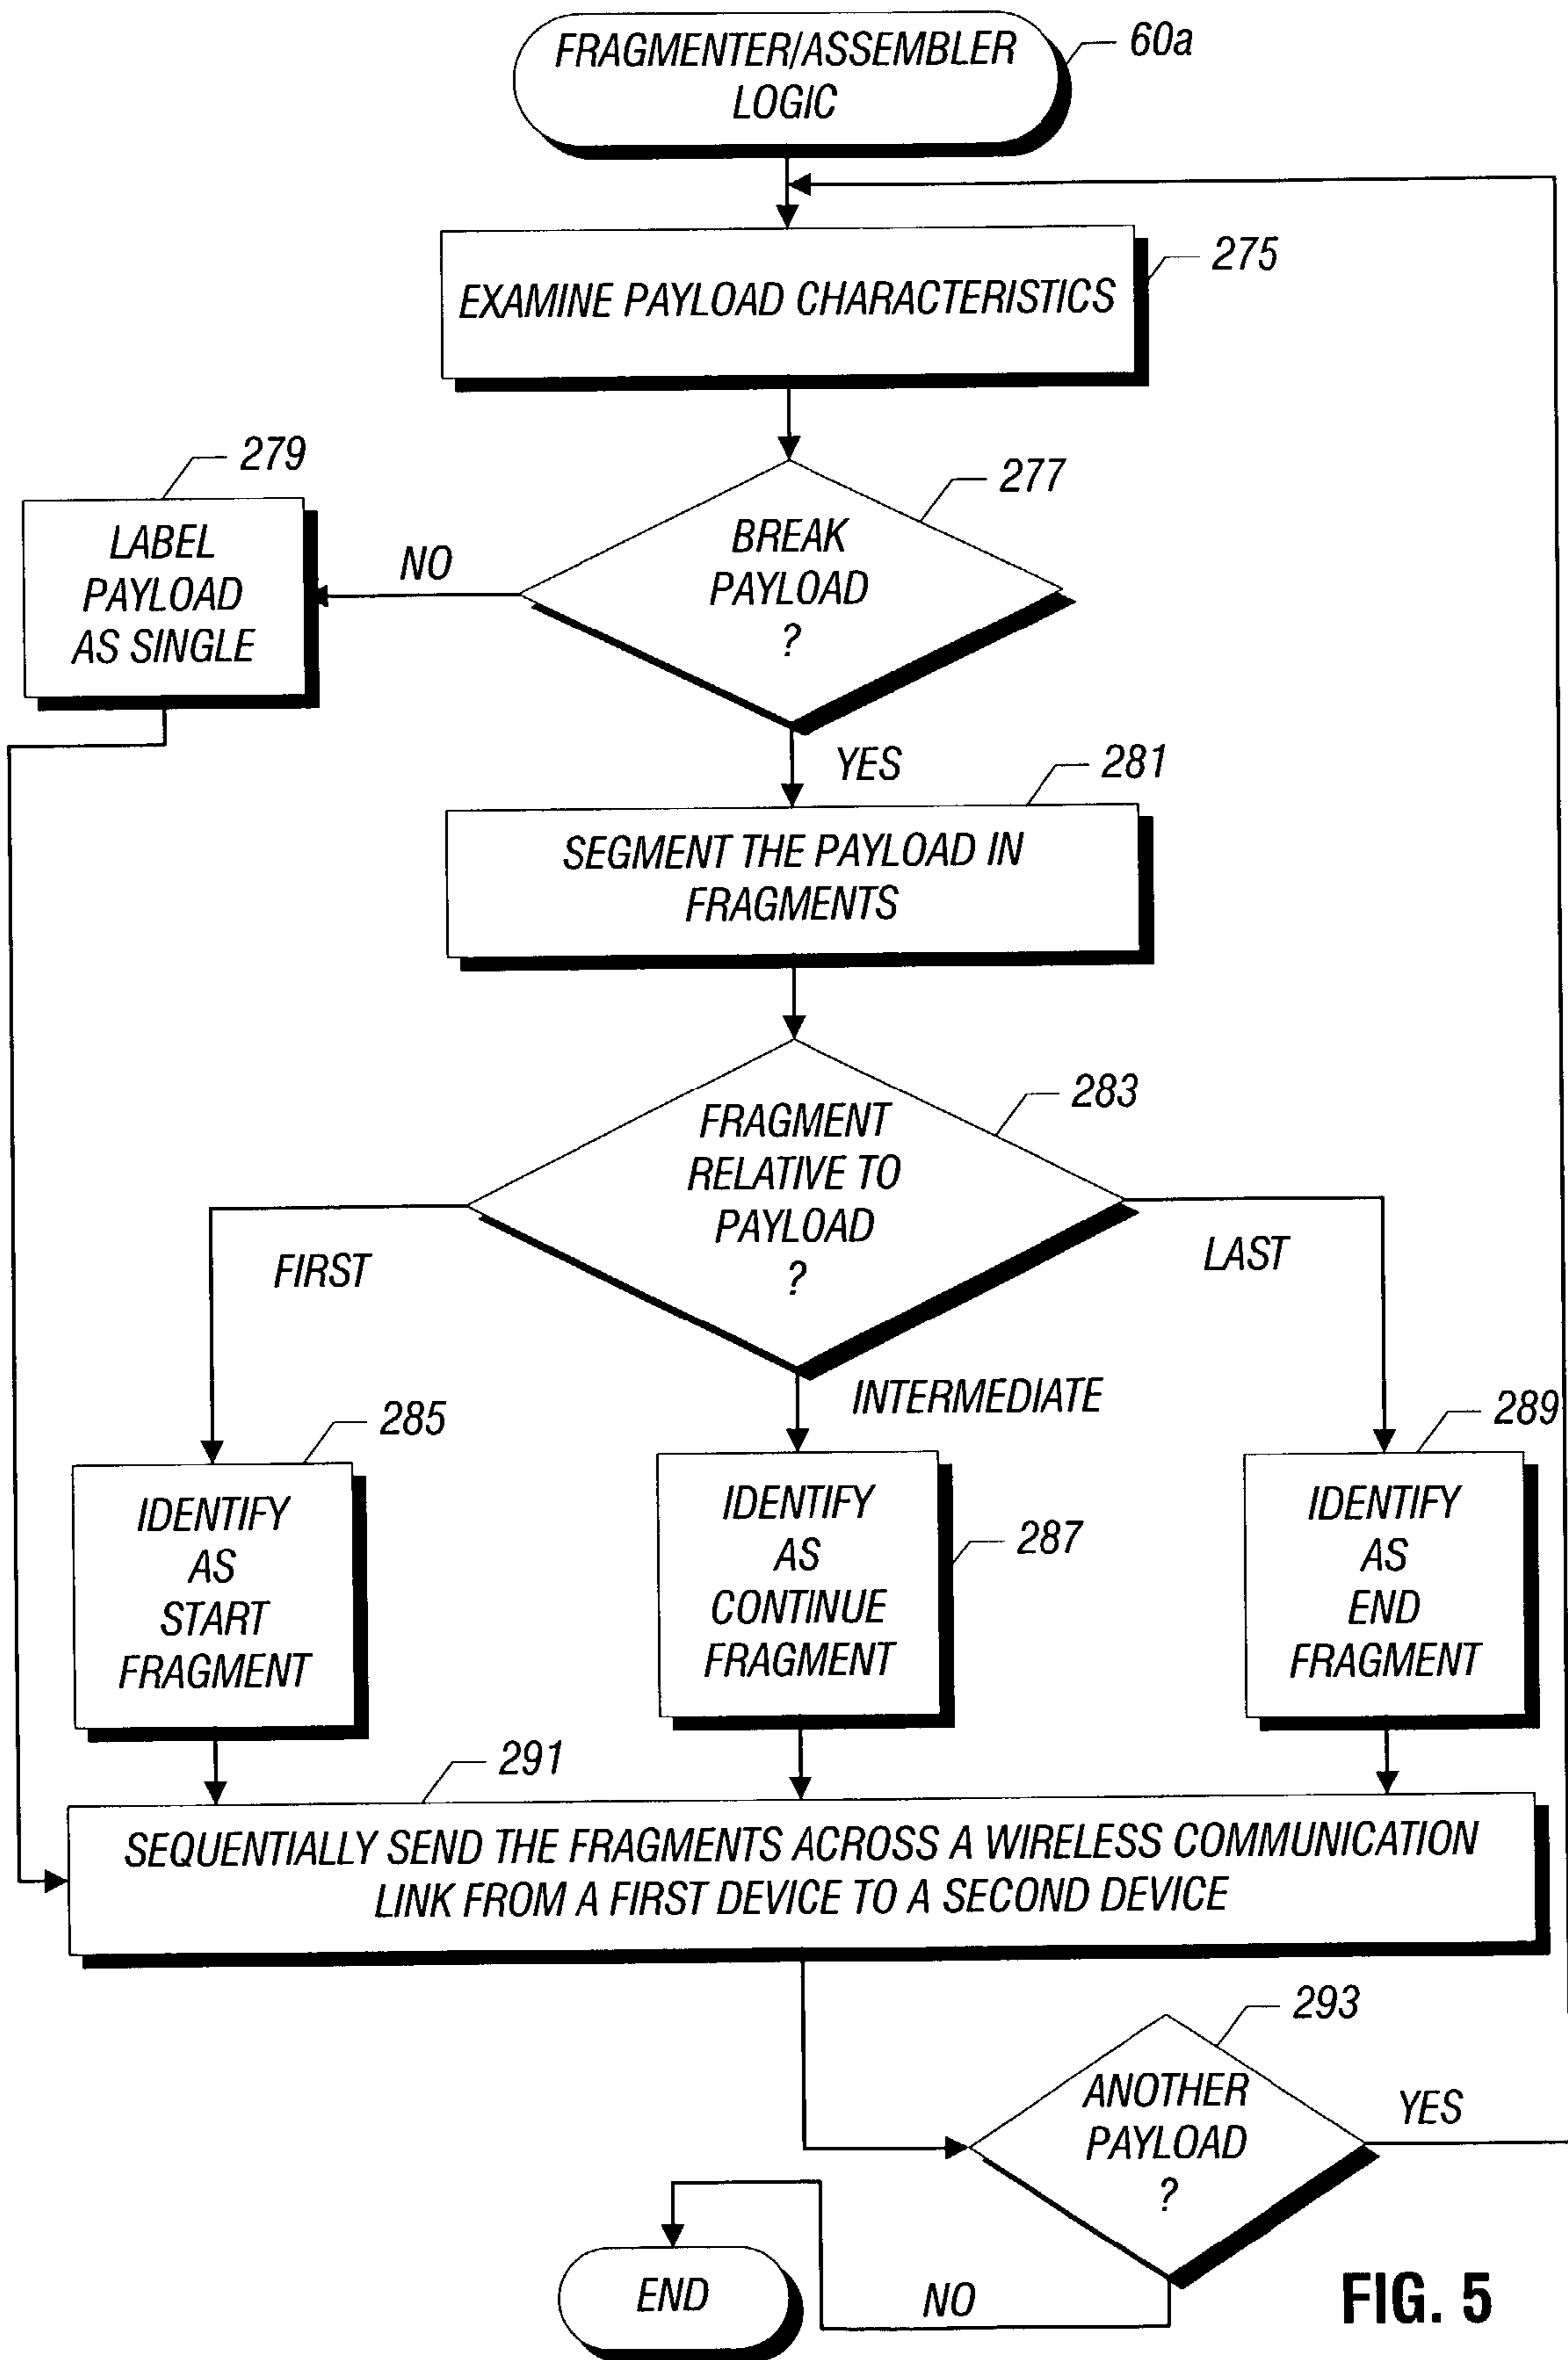 FRAGMENTER/ASSEMBLER
LOGIC
60a
EXAMINE PAYLOAD CHARACTERISTICS
275
279
LABEL
PAYLOAD
AS SINGLE
NO
277
BREAK
PAYLOAD
?
YES
281
SEGMENT THE PAYLOAD IN
FRAGMENTS
283
FRAGMENT
RELATIVE TO
PAYLOAD
?
FIRST
LAST
INTERMEDIATE
285
IDENTIFY
AS
START
FRAGMENT
287
IDENTIFY
AS
CONTINUE
FRAGMENT
289
IDENTIFY
AS
END
FRAGMENT
291
SEQUENTIALLY SEND THE FRAGMENTS ACROSS A WIRELESS COMMUNICATION
LINK FROM A FIRST DEVICE TO A SECOND DEVICE
293
ANOTHER
PAYLOAD
?
YES
NO
END
FIG. 5